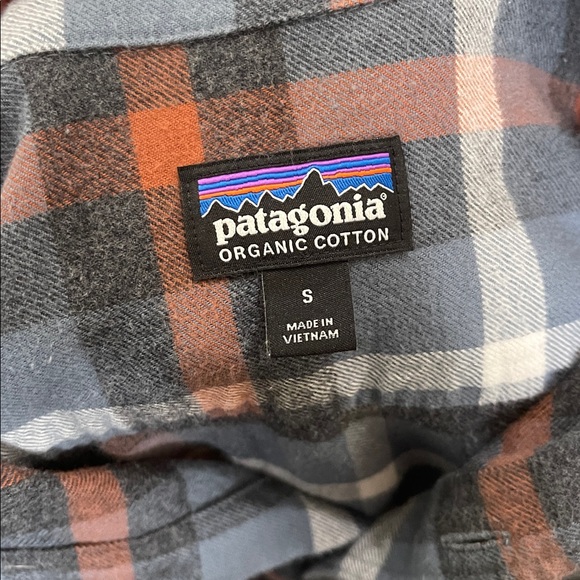 patagonia®
ORGANIC COTTON
S
MADE IN
VIETNAM